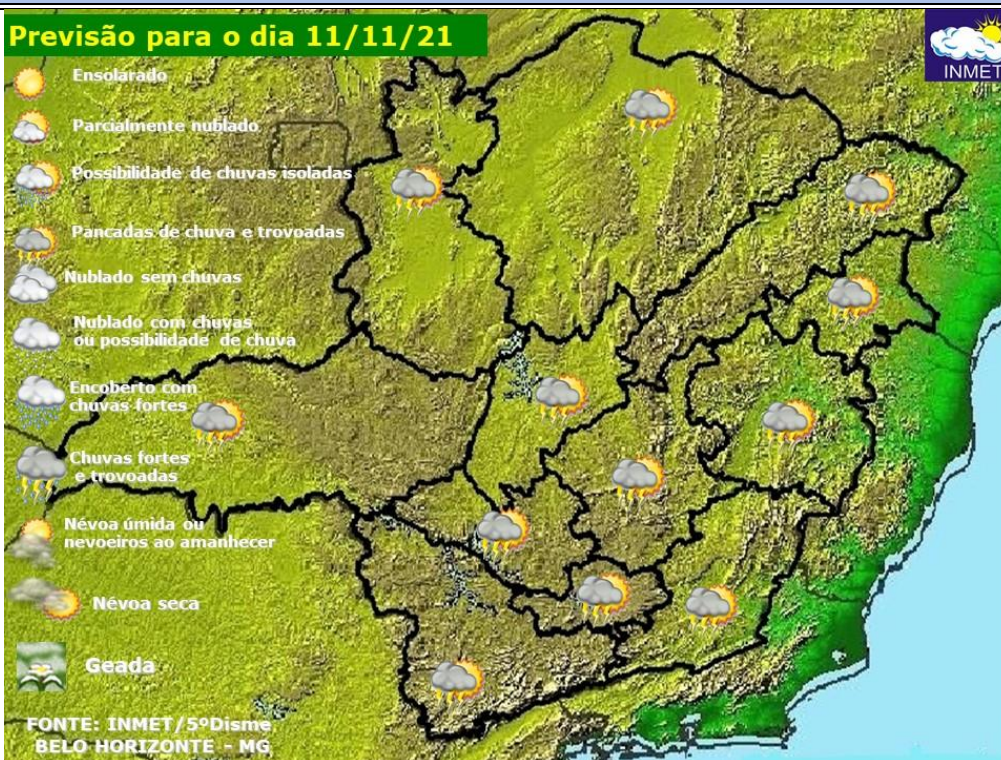 Previsão para o dia 11/11/21
INMET
Ensolarado
Parcialmente nublado
Possibilidade de chuvas isoladas
Pancadas de chuva e trovoadas
Nublado sem chuvas
Nublado com chuvas
ou possibilidade de chuva
Encoberto com
chuvas fortes
Chuvas fortes
e trovoadas
Névoa úmida ou
nevoeiros ao amanhecer
Névoa seca
Geada
FONTE: INMET/5ºDisme
BELO HORIZONTE - MG